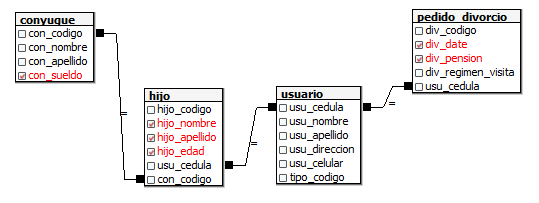 conyugue
con_codigo
con_nombre
con_apellido
con_sueldo
=
hijo
hijo_codigo
hijo_nombre
hijo_apellido
hijo_edad
usu_cedula
con_codigo
=
usuario
usu_cedula
usu_nombre
usu_apellido
usu_direccion
usu_celular
tipo_codigo
=
pedido_divorcio
div_codigo
div_date
div_pension
div_regimen_visita
usu_cedula